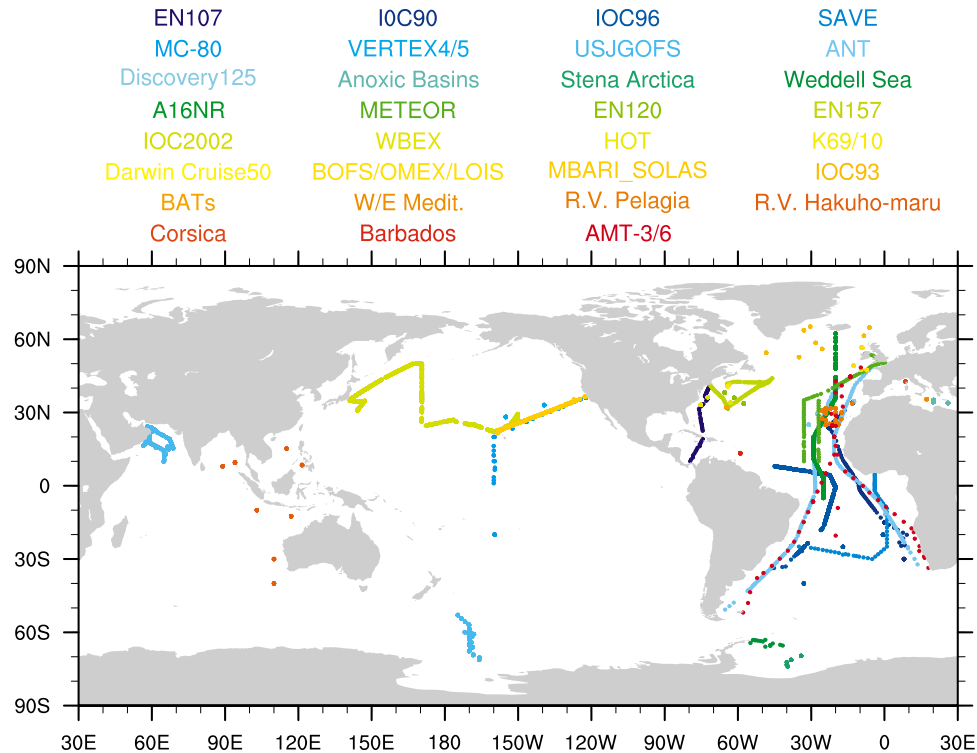 EN107 I0C90 IOC96 SAVE
MC-80 VERTEX4/5 USJGOFS ANT
Discovery125 Anoxic Basins Stena Arctica Weddell Sea
A16NR METEOR EN120 EN157
IOC2002 WBEX HOT K69/10
Darwin Cruise50 BOFS/OMEX/LOIS MBARI_SOLAS IOC93
BATs W/E Medit. R.V. Pelagia R.V. Hakuho-maru
Corsica Barbados AMT-3/6
90N
60N
30N
0
30S
60S
90S
30E 60E 90E 120E 150E 180 150W 120W 90W 60W 30W 0 30E